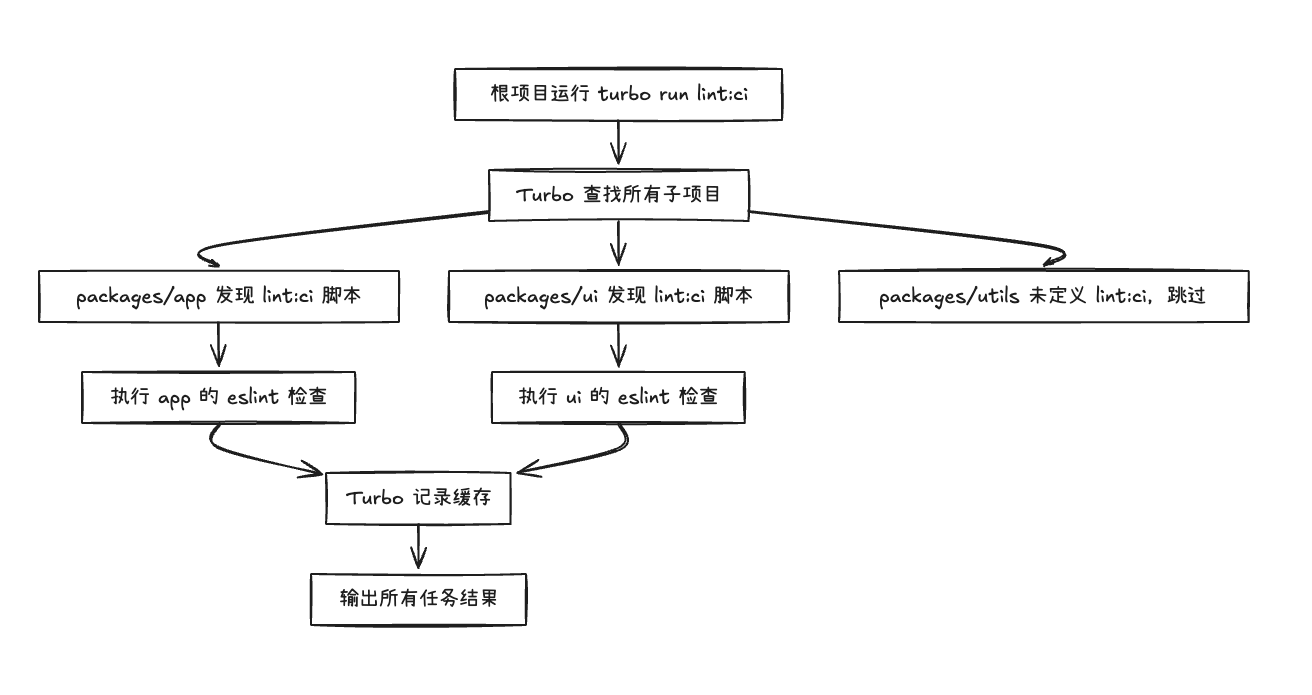 根项目运行 turbo run lint:ci
Turbo 查找所有子项目
packages/app 发现 lint:ci 脚本
packages/ui 发现 lint:ci 脚本
packages/utils 未定义 lint:ci，跳过
执行 app 的 eslint 检查
执行 ui 的 eslint 检查
Turbo 记录缓存
输出所有任务结果